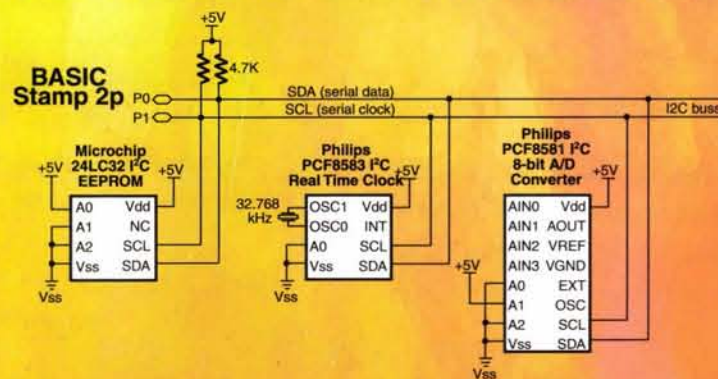 +5V
4.7K
BASIC
Stamp 2p
P0
P1
SDA (serial data)
SCL (serial clock)
I2C buss
Microchip
24LC32 I²C
EEPROM
+5V
+5V
A0 Vdd
A1 NC
A2 SCL
Vss SDA
Vss
Philips
PCF8583 I²C
Real Time Clock
32.768
kHz
+5V
OSC1 Vdd
OSC0 INT
A0 SCL
Vss SDA
Vss
Philips
PCF8581 I²C
8-bit A/D
Converter
+5V
+5V
AIN0 Vdd
AIN1 AOUT
AIN2 VREF
AIN3 VGND
A0 EXT
A1 OSC
A2 SCL
Vss SDA
Vss